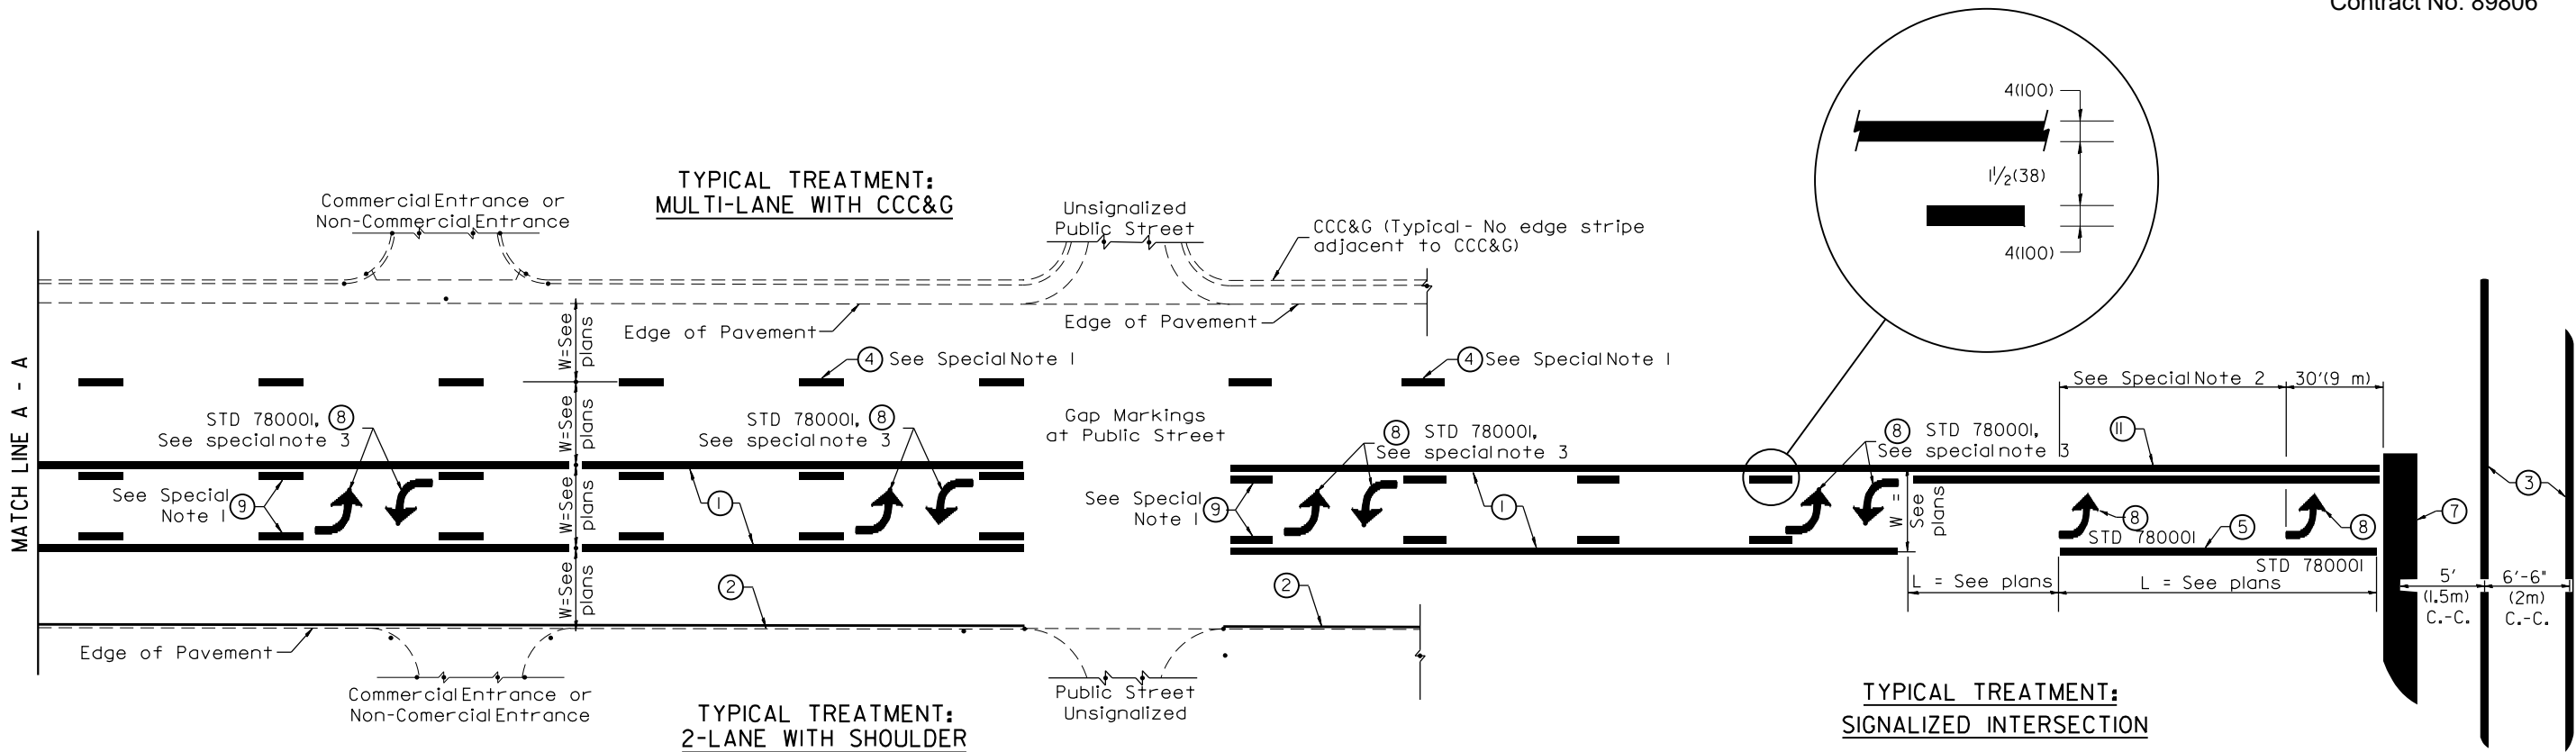 Contract No. 89806
4(100)
1 1/2(38)
4(100)
TYPICAL TREATMENT:
MULTI-LANE WITH CCC&G
Commercial Entrance or
Non-Commercial Entrance
Unsignalized
Public Street
CCC&G (Typical - No edge stripe
adjacent to CCC&G)
Edge of Pavement
Edge of Pavement
W=See
plans
4 See Special Note 1
4 See Special Note 1
MATCH LINE A - A
STD 780001, 8
See special note 3
W=See
plans
STD 780001, 8
See special note 3
Gap Markings
at Public Street
8 STD 780001,
See special note 3
8 STD 780001,
See special note 3
See Special Note 2
30'(9 m)
11
See Special
Note 1
9
W=See
plans
1
See Special
Note 1
9
1
W =
See
plans
8
STD 780001
5
8
STD 780001
7
3
W=See
plans
2
2
L = See plans
L = See plans
5'
(1.5m)
C.-C.
6'-6"
(2m)
C.-C.
Edge of Pavement
Commercial Entrance or
Non-Comercial Entrance
Public Street
Unsignalized
TYPICAL TREATMENT:
2-LANE WITH SHOULDER
TYPICAL TREATMENT:
SIGNALIZED INTERSECTION